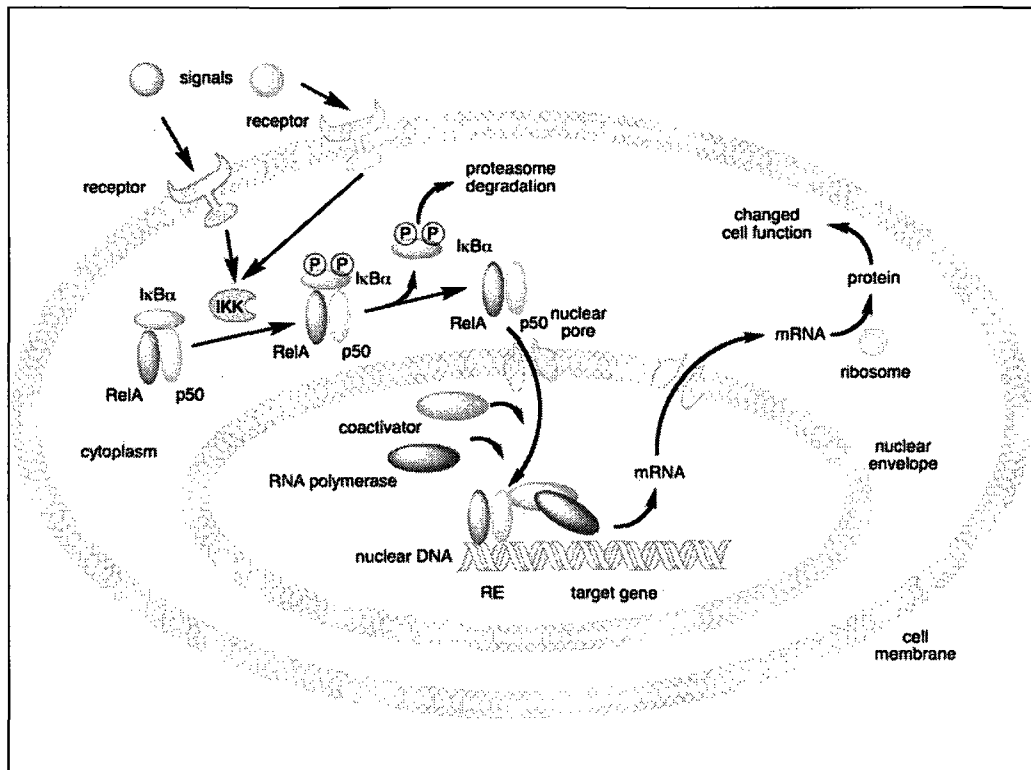 signals
receptor
receptor
proteasome
degradation
P P
IκBα
changed
cell function
protein
IκBα
IKK
P P
IκBα
RelA
p50
RelA
p50
nuclear
pore
mRNA
ribosome
RelA
p50
coactivator
cytoplasm
RNA polymerase
mRNA
nuclear
envelope
nuclear DNA
RE
target gene
cell
membrane